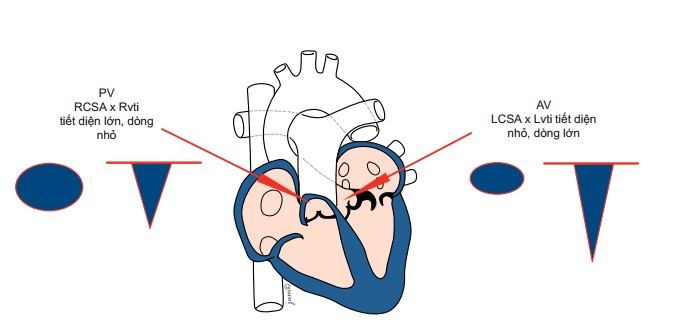 PV
RCSA x Rvti
tiết diện lớn, dòng
nhỏ
AV
LCSA x Lvti tiết diện
nhỏ, dòng lớn